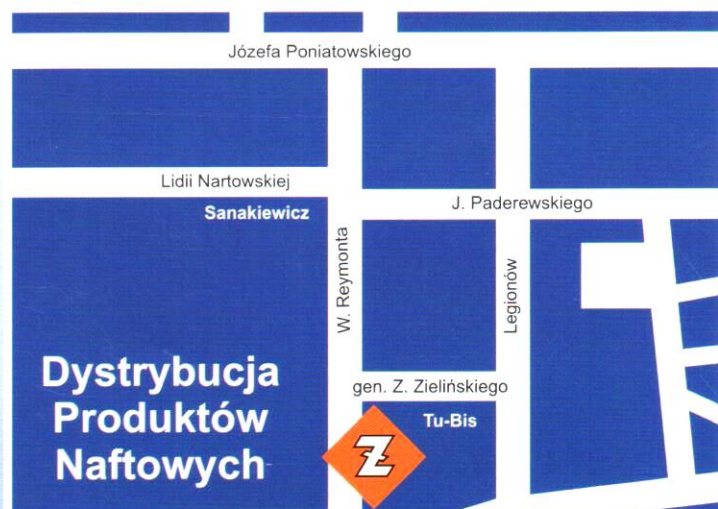 Józefa Poniatowskiego
Lidii Nartowskiej
J. Paderewskiego
Sanakiewicz
W. Reymonta
Legionów
gen. Z. Zielińskiego
Dystrybucja
Produktów
Naftowych
Tu-Bis
Z